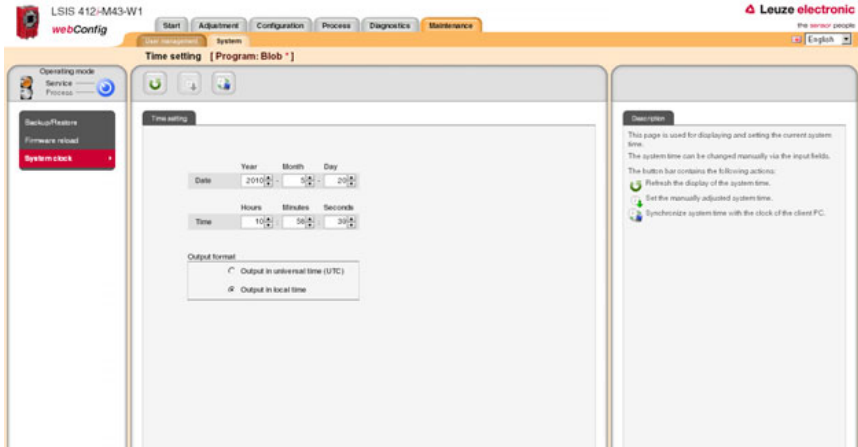 LSIS 412i-M43-W1
webConfig
Start Adjustment Configuration Process Diagnostics Maintenance
Leuze electronic
the sensor people
User management System
English
Time setting [Program: Blob *]
Operating mode
Service
Process
Backup/Restore
Firmware reload
System clock
Time setting
Year Month Day
Date 2010 - 5 - 20
Hours Minutes Seconds
Time 10 : 56 : 39
Output format
Output in universal time (UTC)
Output in local time
Description
This page is used for displaying and setting the current system
time.
The system time can be changed manually via the input fields.
The button bar contains the following actions:
Refresh the display of the system time.
Set the manually adjusted system time.
Synchronize system time with the clock of the client PC.